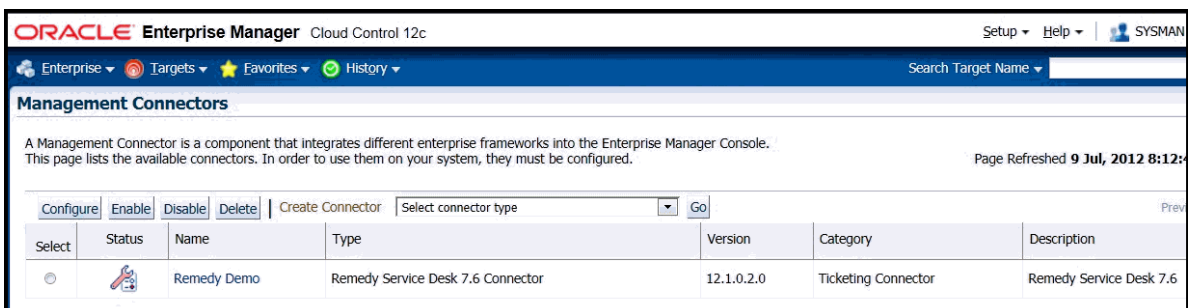 ORACLE Enterprise Manager Cloud Control 12c Setup Help SYSMAN
Enterprise Targets Favorites History Search Target Name
Management Connectors
A Management Connector is a component that integrates different enterprise frameworks into the Enterprise Manager Console.
This page lists the available connectors. In order to use them on your system, they must be configured. Page Refreshed 9 Jul, 2012 8:12:4
Configure Enable Disable Delete Create Connector Select connector type Go Previ
Select Status Name Type Version Category Description
Remedy Demo Remedy Service Desk 7.6 Connector 12.1.0.2.0 Ticketing Connector Remedy Service Desk 7.6